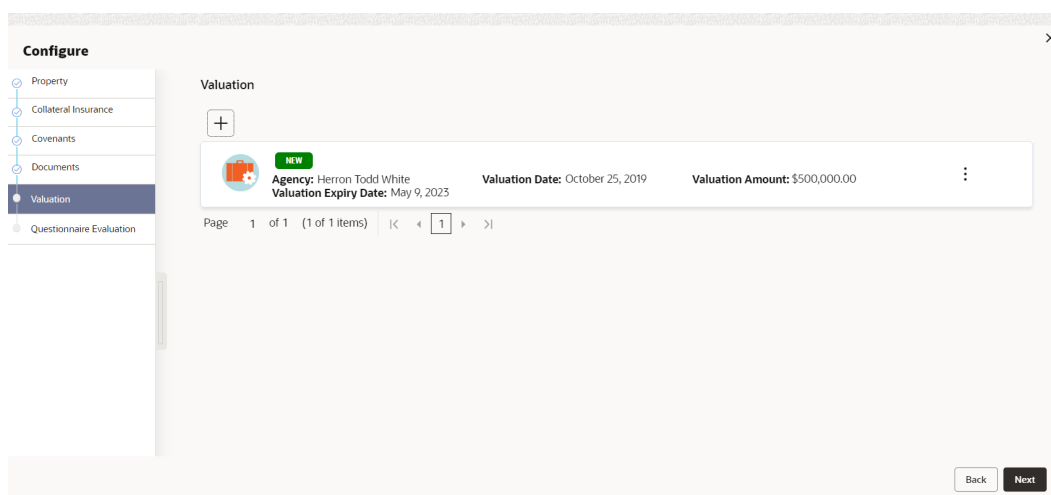 Configure
Property
Collateral Insurance
Covenants
Documents
Valuation
Questionnaire Evaluation
Valuation
NEW
Agency: Herron Todd White Valuation Date: October 25, 2019 Valuation Amount: $500,000.00
Valuation Expiry Date: May 9, 2023
Page 1 of 1 (1 of 1 items) 1
Back Next